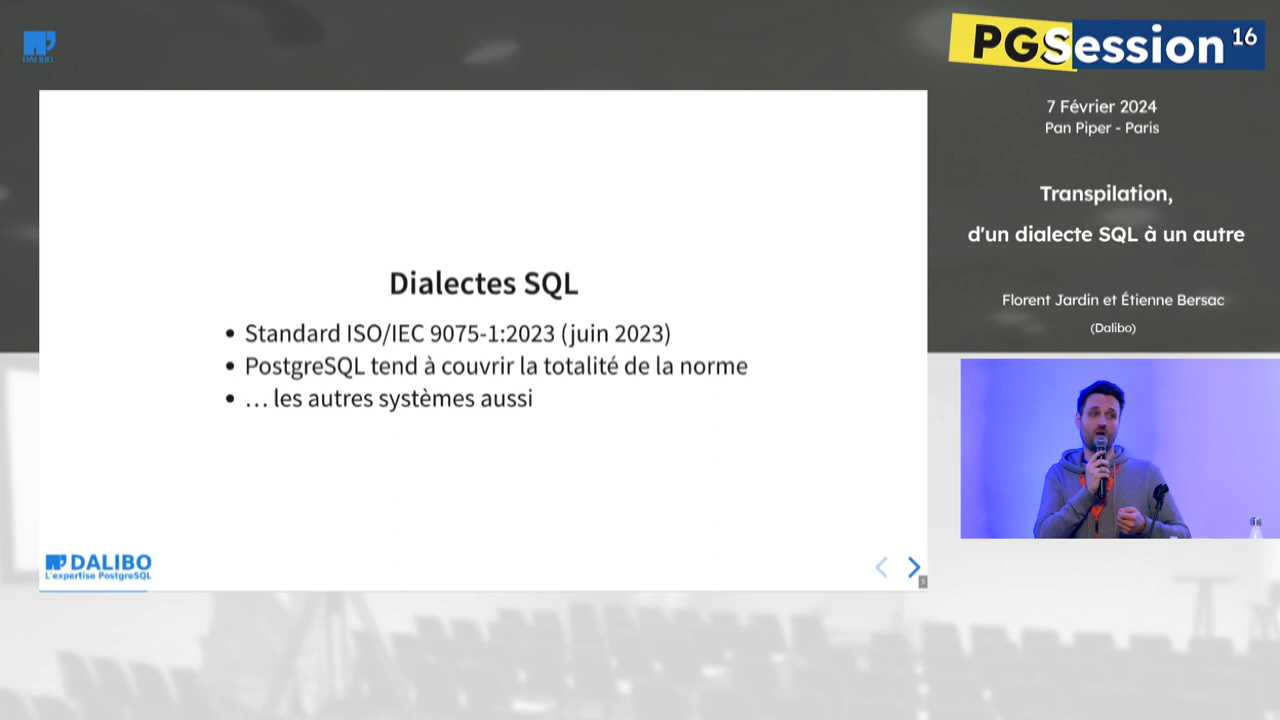 DALIBO
PGSession 16
7 Février 2024
Pan Piper - Paris
Transpilation,
d'un dialecte SQL à un autre
Florent Jardin et Étienne Bersac
(Dalibo)
Dialectes SQL
• Standard ISO/IEC 9075-1:2023 (juin 2023)
• PostgreSQL tend à couvrir la totalité de la norme
• … les autres systèmes aussi
DALIBO
L'expertise PostgreSQL